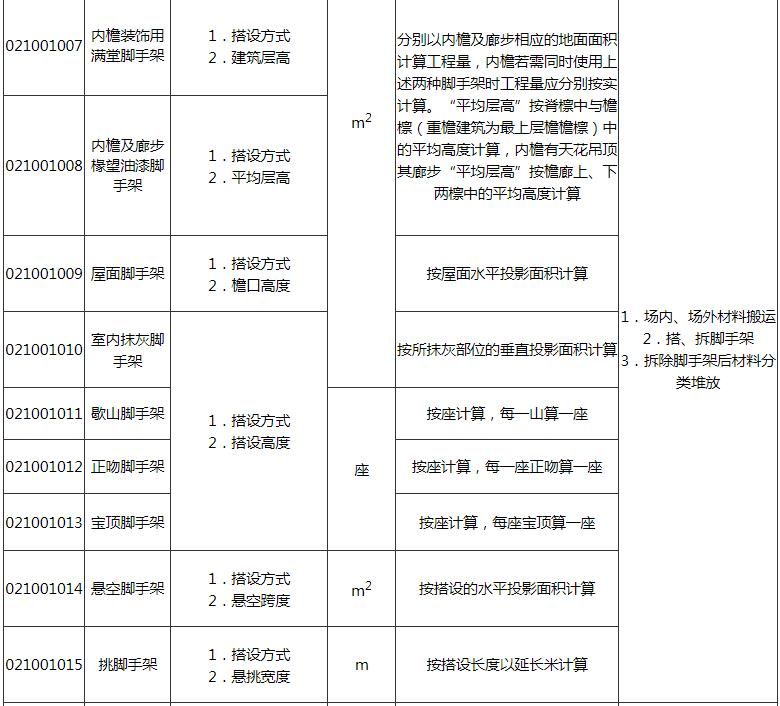 021001007
内檐装饰用
满堂脚手架
1．搭设方式
2．建筑层高
m²
分别以内檐及廊步相应的地面面积
计算工程量，内檐若需同时使用上
述两种脚手架时工程量应分别按实
计算。“平均层高”按脊檩中与檐
檩（重檐建筑为最上层檐檐檩）中
的平均高度计算，内檐有天花吊顶
其廊步“平均层高”按檐廊上、下
两檩中的平均高度计算
021001008
内檐及廊步
椽望油漆脚
手架
1．搭设方式
2．平均层高
021001009
屋面脚手架
1．搭设方式
2．檐口高度
按屋面水平投影面积计算
1．场内、场外材料搬运
2．搭、拆脚手架
3．拆除脚手架后材料分
类堆放
021001010
室内抹灰脚
手架
1．搭设方式
2．搭设高度
按所抹灰部位的垂直投影面积计算
021001011
歇山脚手架
座
按座计算，每一山算一座
021001012
正吻脚手架
按座计算，每一座正吻算一座
021001013
宝顶脚手架
按座计算，每座宝顶算一座
021001014
悬空脚手架
1．搭设方式
2．悬空跨度
m²
按搭设的水平投影面积计算
021001015
挑脚手架
1．搭设方式
2．悬挑宽度
m
按搭设长度以延长米计算